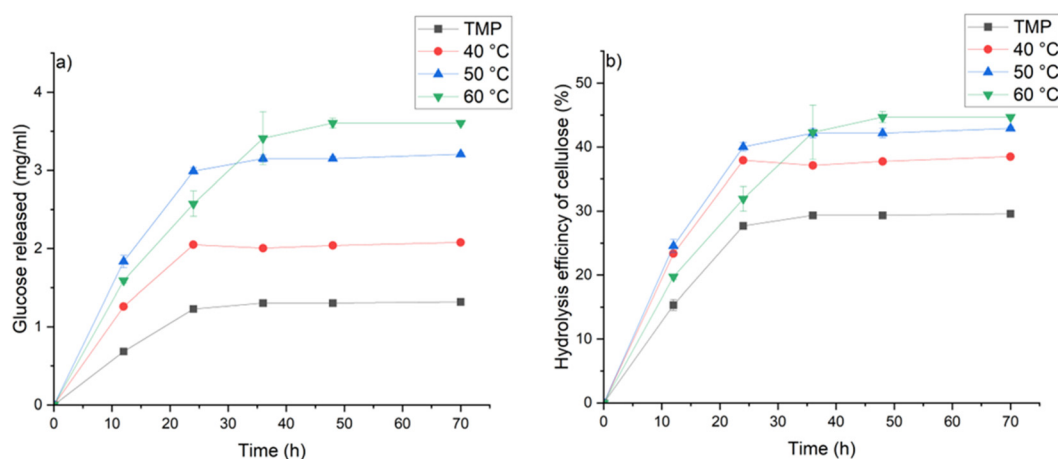 a)
TMP
40 °C
50 °C
60 °C
Glucose released (mg/ml)
4
3
2
1
0
0 10 20 30 40 50 60 70
Time (h)
b)
TMP
40 °C
50 °C
60 °C
Hydrolysis efficincy of cellulose (%)
50
40
30
20
10
0
0 10 20 30 40 50 60 70
Time (h)